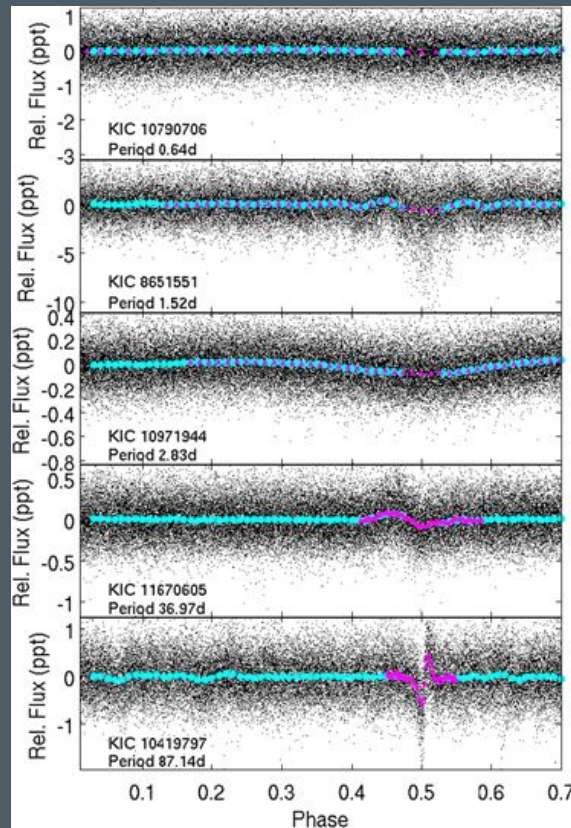 Rel. Flux (ppt)
1
0
-1
-2
-3
KIC 10790706
Period 0.64d
Rel. Flux (ppt)
0
-5
-10
KIC 8651551
Period 1.52d
Rel. Flux (ppt)
0.4
0.2
0
-0.2
-0.4
-0.6
-0.8
KIC 10971944
Period 2.83d
Rel. Flux (ppt)
0.5
0
-0.5
-1
KIC 11670605
Period 36.97d
Rel. Flux (ppt)
1
0
-1
KIC 10419797
Period 87.14d
0.1 0.2 0.3 0.4 0.5 0.6 0.7
Phase